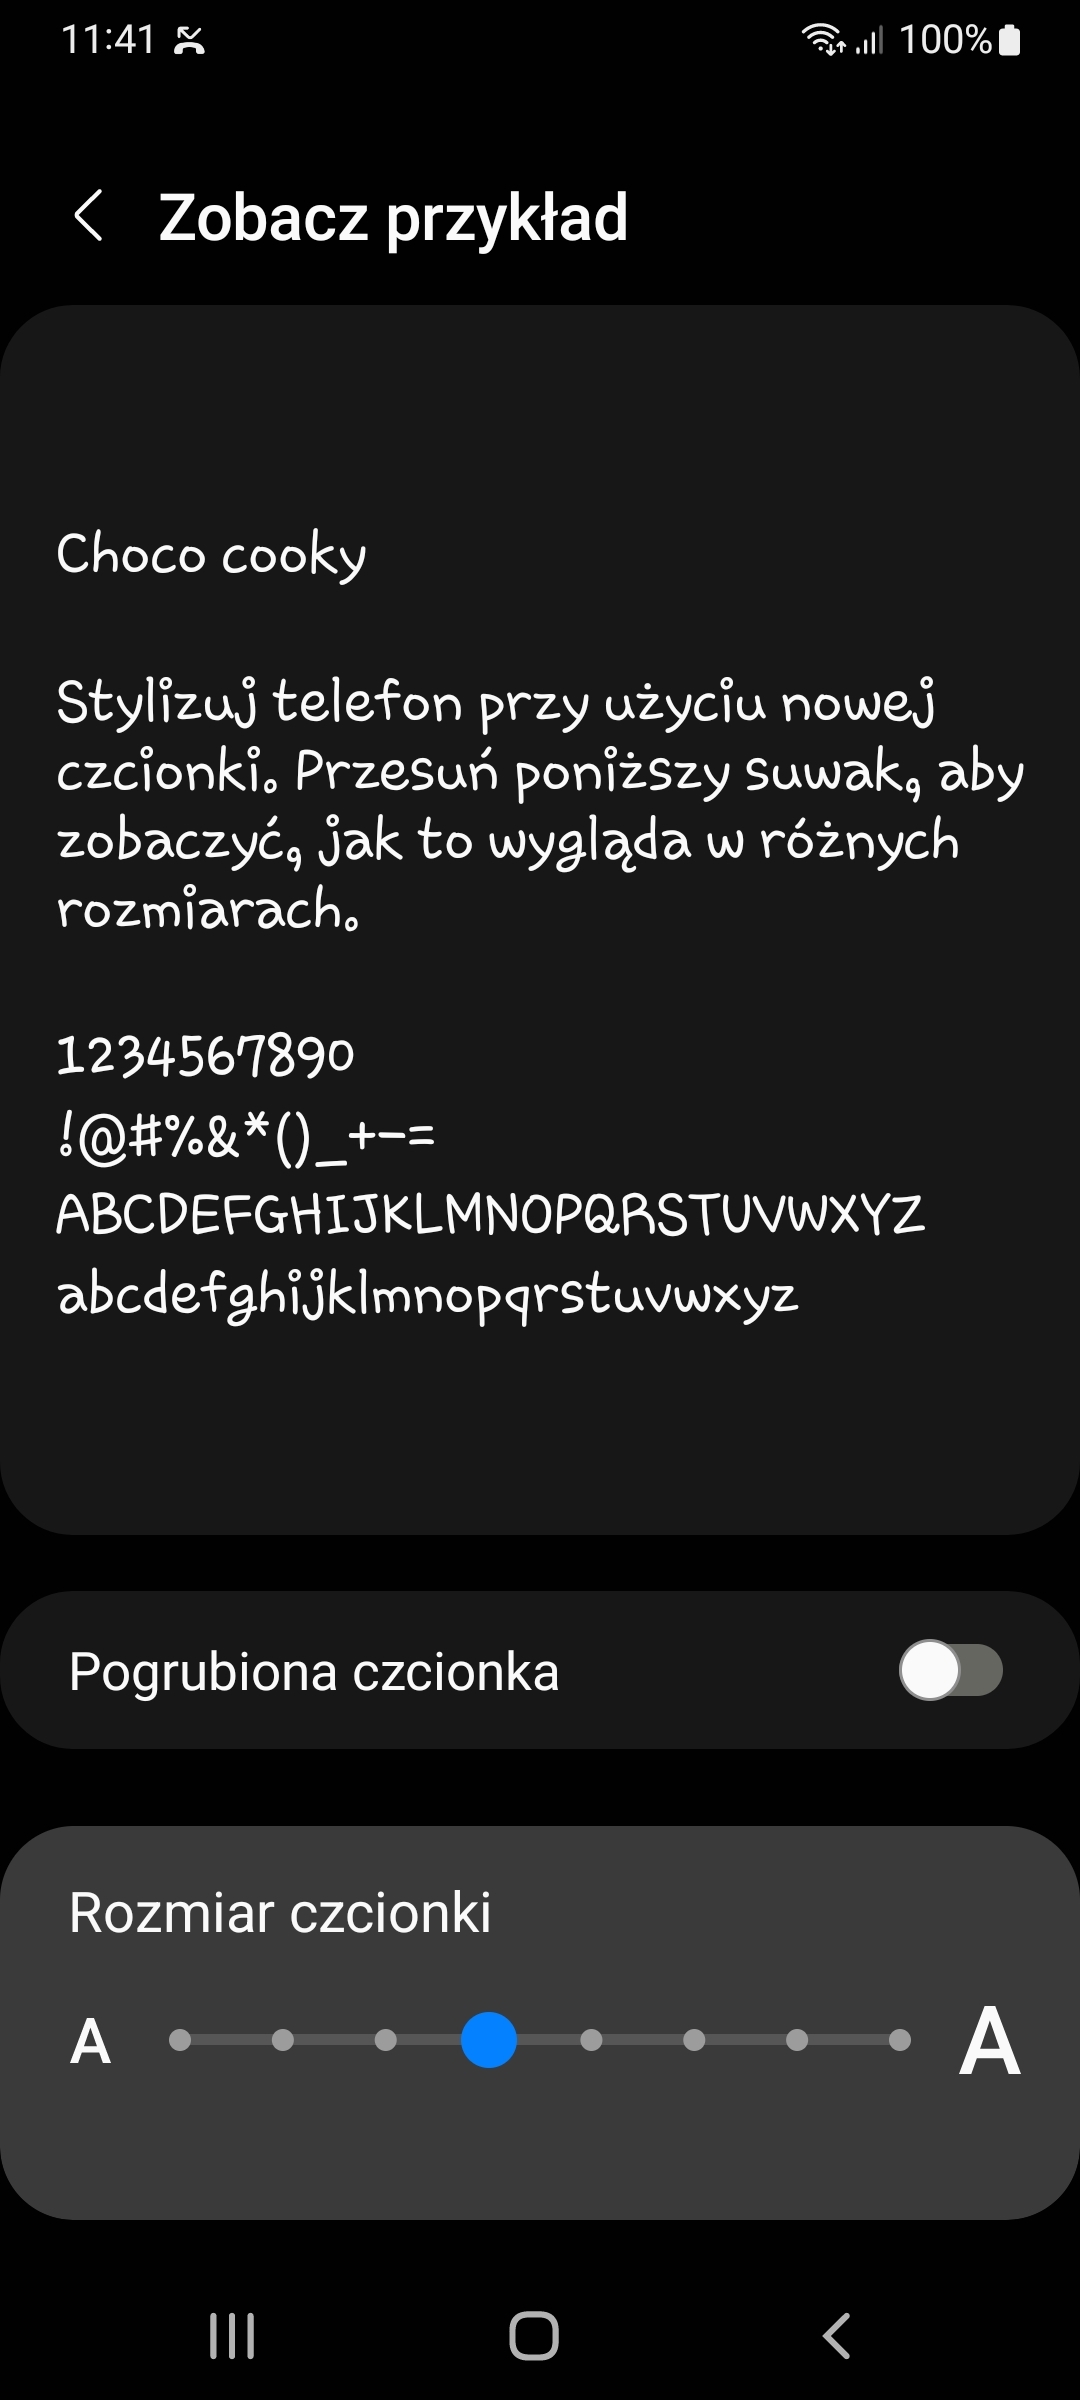 11:41
100%
Zobacz przykład
Choco cooky
Stylizuj telefon przy użyciu nowej
czcionki. Przesuń poniższy suwak, aby
zobaczyć, jak to wygląda w różnych
rozmiarach.
1234567890
!@#%&*()_+-=
ABCDEFGHIJKLMNOPQRSTUVWXYZ
abcdefghijklmnopqrstuvwxyz
Pogrubiona czcionka
Rozmiar czcionki
A A